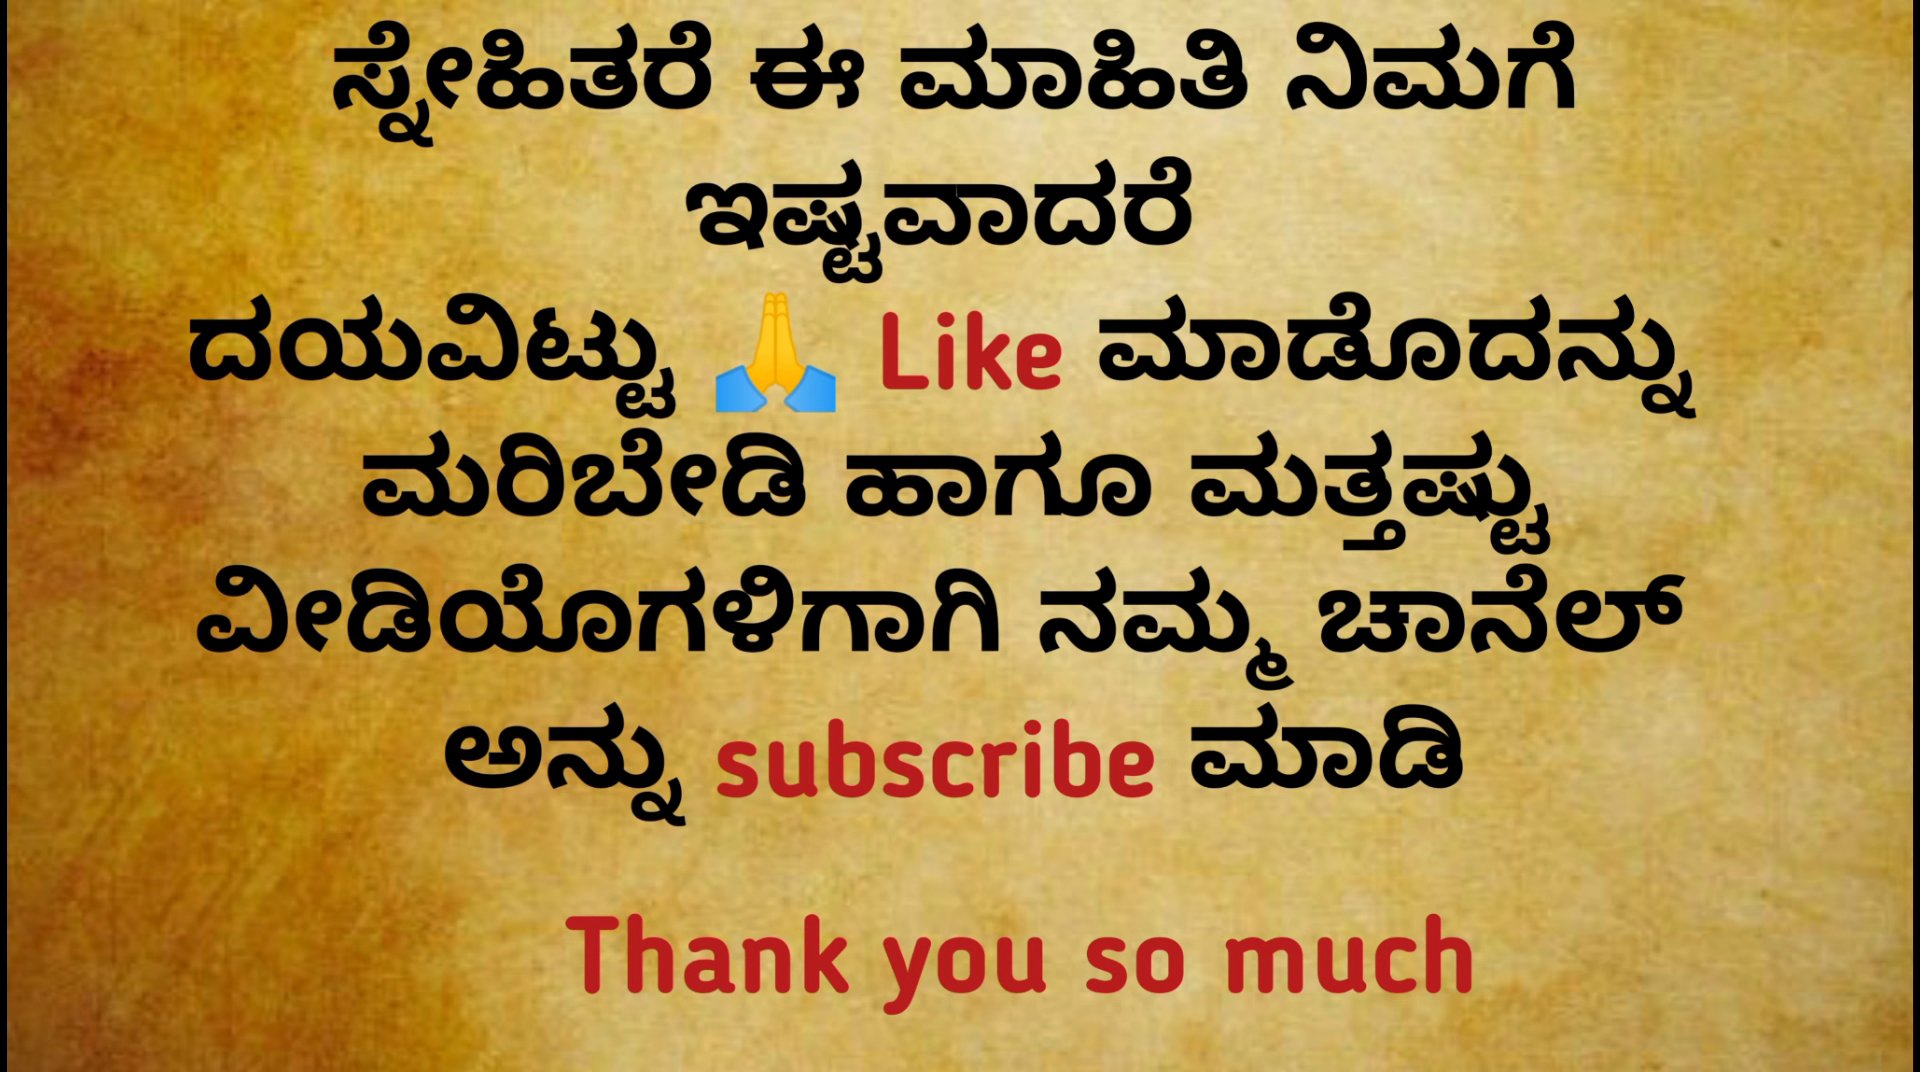 ಸ್ನೇಹಿತರೆ ಈ ಮಾಹಿತಿ ನಿಮಗೆ
ಇಷ್ಟವಾದರೆ
ದಯವಿಟ್ಟು 🙏 Like ಮಾಡೊದನ್ನು
ಮರಿಬೇಡಿ ಹಾಗೂ ಮತ್ತಷ್ಟು
ವೀಡಿಯೊಗಳಿಗಾಗಿ ನಮ್ಮ ಚಾನೆಲ್
ಅನ್ನು subscribe ಮಾಡಿ
Thank you so much